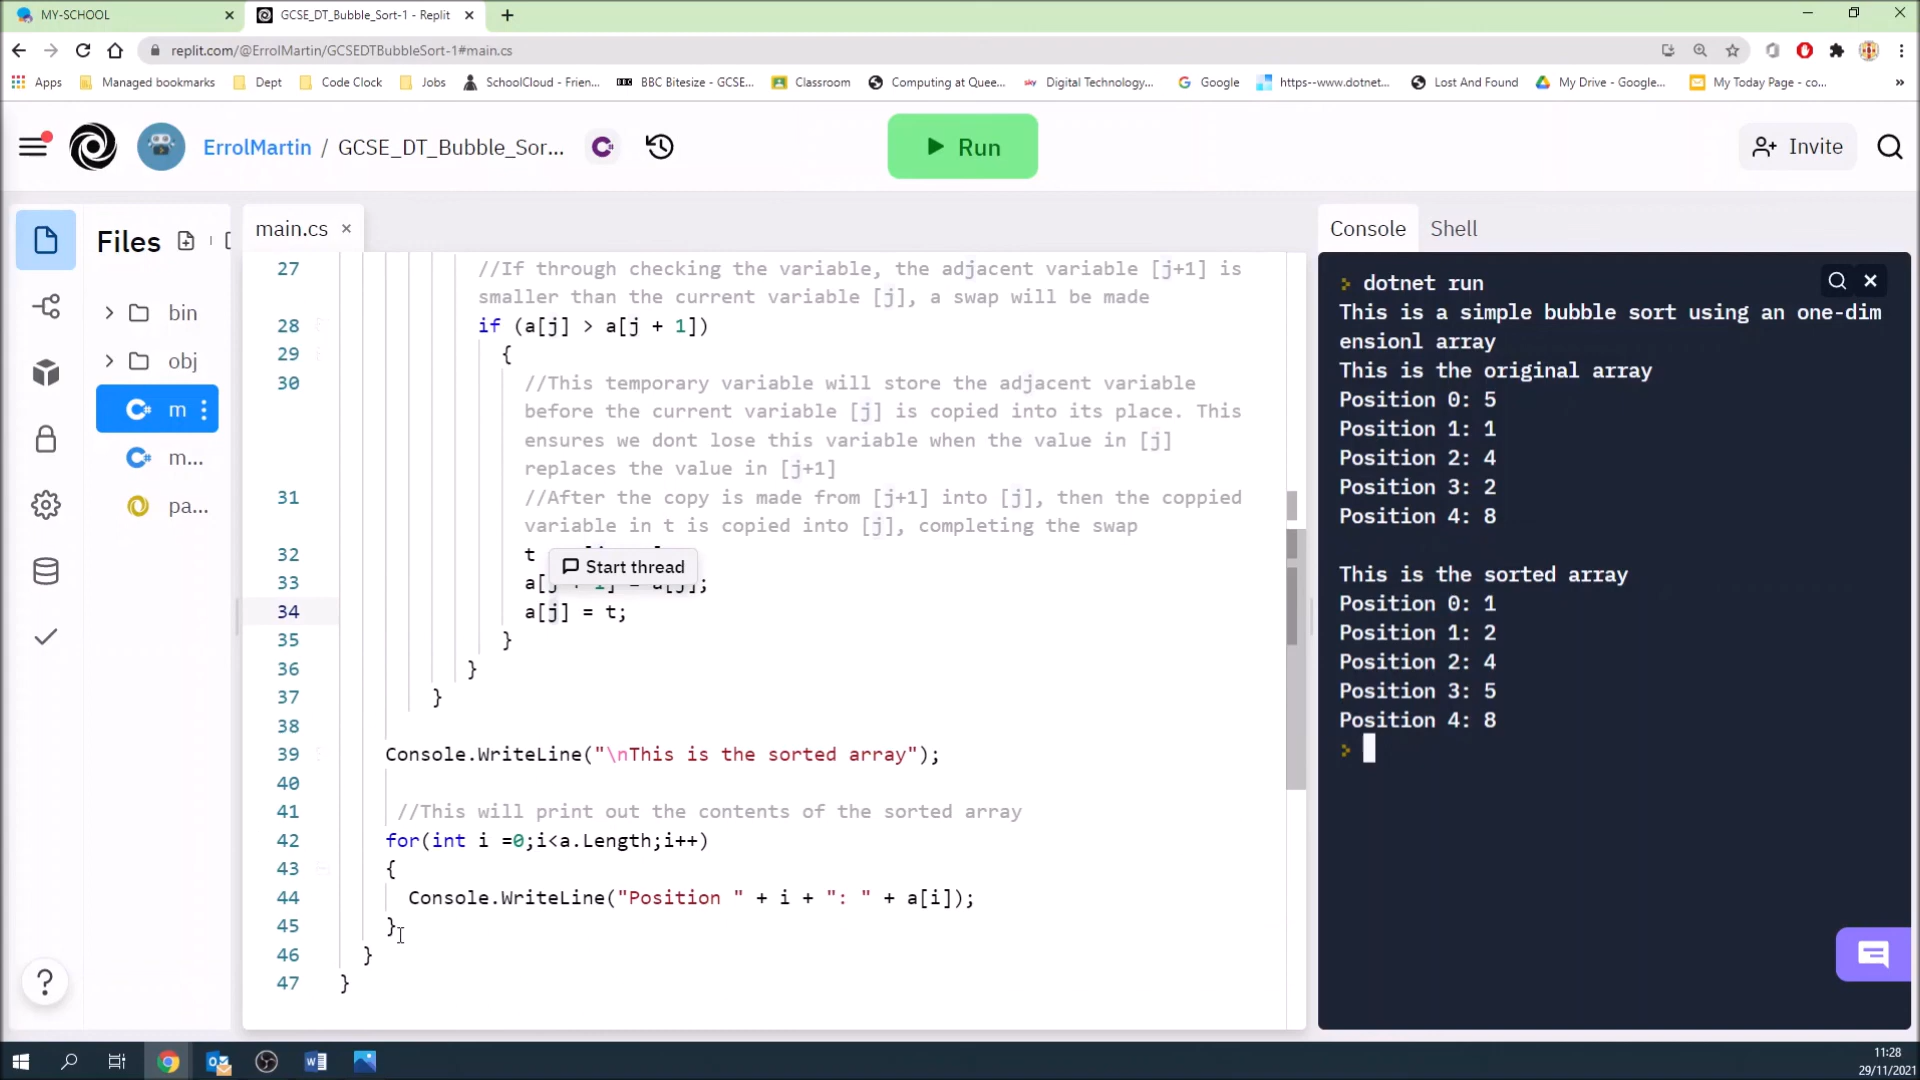 MY-SCHOOL
GCSE_DT_Bubble_Sort-1 - Replit
replit.com/@ErrolMartin/GCSEDTBubbleSort-1#main.cs
Apps Managed bookmarks Dept Code Clock Jobs SchoolCloud - Frien... BBC Bitesize - GCSE... Classroom Computing at Quee... sky Digital Technology... Google https--www.dotnet... Lost And Found My Drive - Google... My Today Page - co... »
ErrolMartin / GCSE_DT_Bubble_Sor... Run Invite
Files
bin
obj
m
m...
pa...
main.cs
27 //If through checking the variable, the adjacent variable [j+1] is
smaller than the current variable [j], a swap will be made
28 if (a[j] > a[j + 1])
29 {
30 //This temporary variable will store the adjacent variable
before the current variable [j] is copied into its place. This
ensures we dont lose this variable when the value in [j]
replaces the value in [j+1]
31 //After the copy is made from [j+1] into [j], then the coppied
variable in t is copied into [j], completing the swap
32 t
Start thread
33 a[j + 1] = a[j];
34 a[j] = t;
35 }
36 }
37 }
38
39 Console.WriteLine("\nThis is the sorted array");
40
41 //This will print out the contents of the sorted array
42 for(int i =0;i<a.Length;i++)
43 {
44 Console.WriteLine("Position " + i + ": " + a[i]);
45 }
46 }
47 }
Console Shell
dotnet run
This is a simple bubble sort using an one-dim
ensionl array
This is the original array
Position 0: 5
Position 1: 1
Position 2: 4
Position 3: 2
Position 4: 8
This is the sorted array
Position 0: 1
Position 1: 2
Position 2: 4
Position 3: 5
Position 4: 8
11:28
29/11/2021